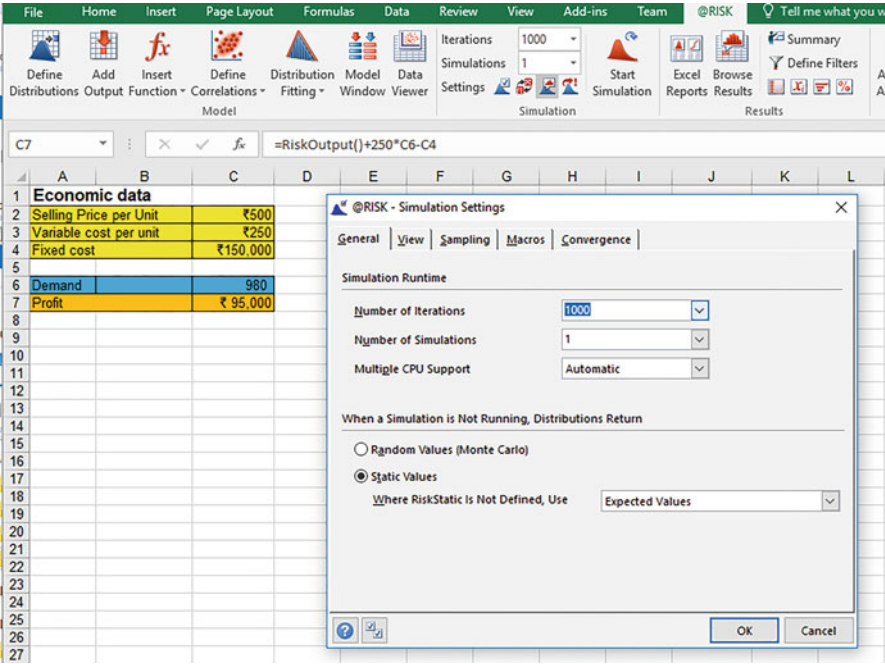 File Home Insert Page Layout Formulas Data Review View Add-ins Team @RISK Tell me what you w
Define Distributions
Add Output
Insert Function
Define Correlations
Distribution Fitting
Model Window
Data Viewer
Model
Iterations 1000
Simulations 1
Settings
Start Simulation
Simulation
Excel Reports
Browse Results
Summary
Define Filters
Results
A
A
C7 fx =RiskOutput()+250*C6-C4
A B C D E F G H I J K L
1 Economic data
2 Selling Price per Unit ₹500
3 Variable cost per unit ₹250
4 Fixed cost ₹150,000
5
6 Demand 980
7 Profit ₹ 95,000
8
9
10
11
12
13
14
15
16
17
18
19
20
21
22
23
24
25
26
27
@RISK - Simulation Settings
General View Sampling Macros Convergence
Simulation Runtime
Number of Iterations 1000
Number of Simulations 1
Multiple CPU Support Automatic
When a Simulation is Not Running, Distributions Return
Random Values (Monte Carlo)
Static Values
Where RiskStatic Is Not Defined, Use Expected Values
OK Cancel